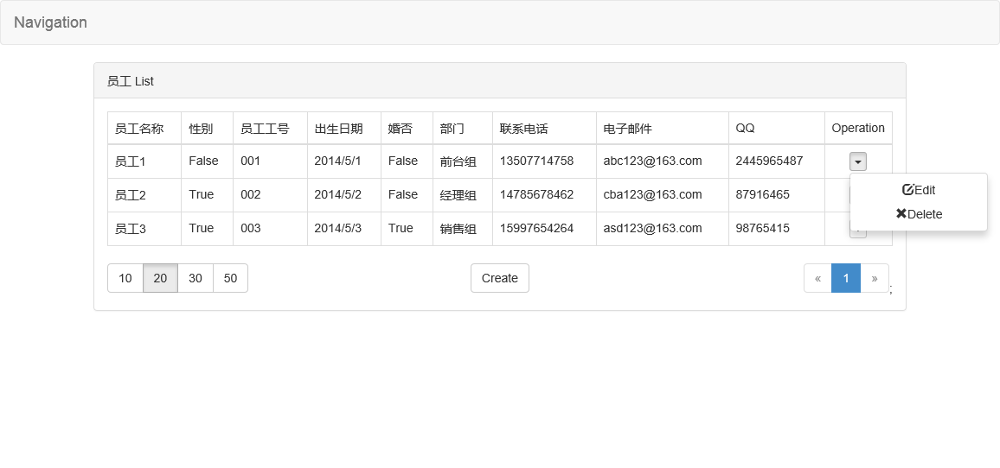 Navigation
员工 List
员工名称 性别 员工工号 出生日期 婚否 部门 联系电话 电子邮件 QQ Operation
员工1 False 001 2014/5/1 False 前台组 13507714758 abc123@163.com 2445965487
员工2 True 002 2014/5/2 False 经理组 14785678462 cba123@163.com 87916465
Edit
Delete
员工3 True 003 2014/5/3 True 销售组 15997654264 asd123@163.com 98765415
10 20 30 50 Create « 1 » ;